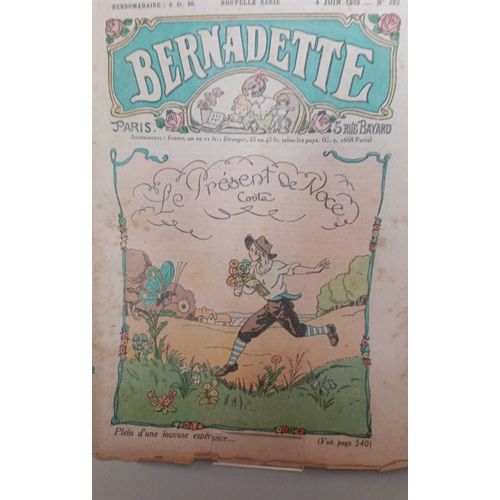 HEBDOMADAIRE : 0 fr. 50. NOUVELLE SÉRIE 4 JUIN 1939 — N° 497
BERNADETTE
PARIS. 5 RUE BAYARD
Le Présent de Noce
Conte
Plein d'une joyeuse espérance...
(Voir page 540)